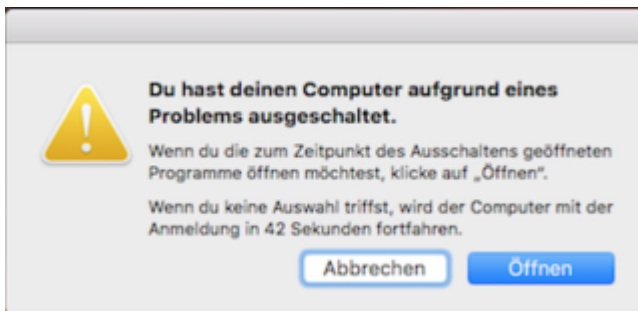 Du hast deinen Computer aufgrund eines
Problems ausgeschaltet.
Wenn du die zum Zeitpunkt des Ausschaltens geöffneten
Programme öffnen möchtest, klicke auf „Öffnen“.
Wenn du keine Auswahl triffst, wird der Computer mit der
Anmeldung in 42 Sekunden fortfahren.
Abbrechen Öffnen